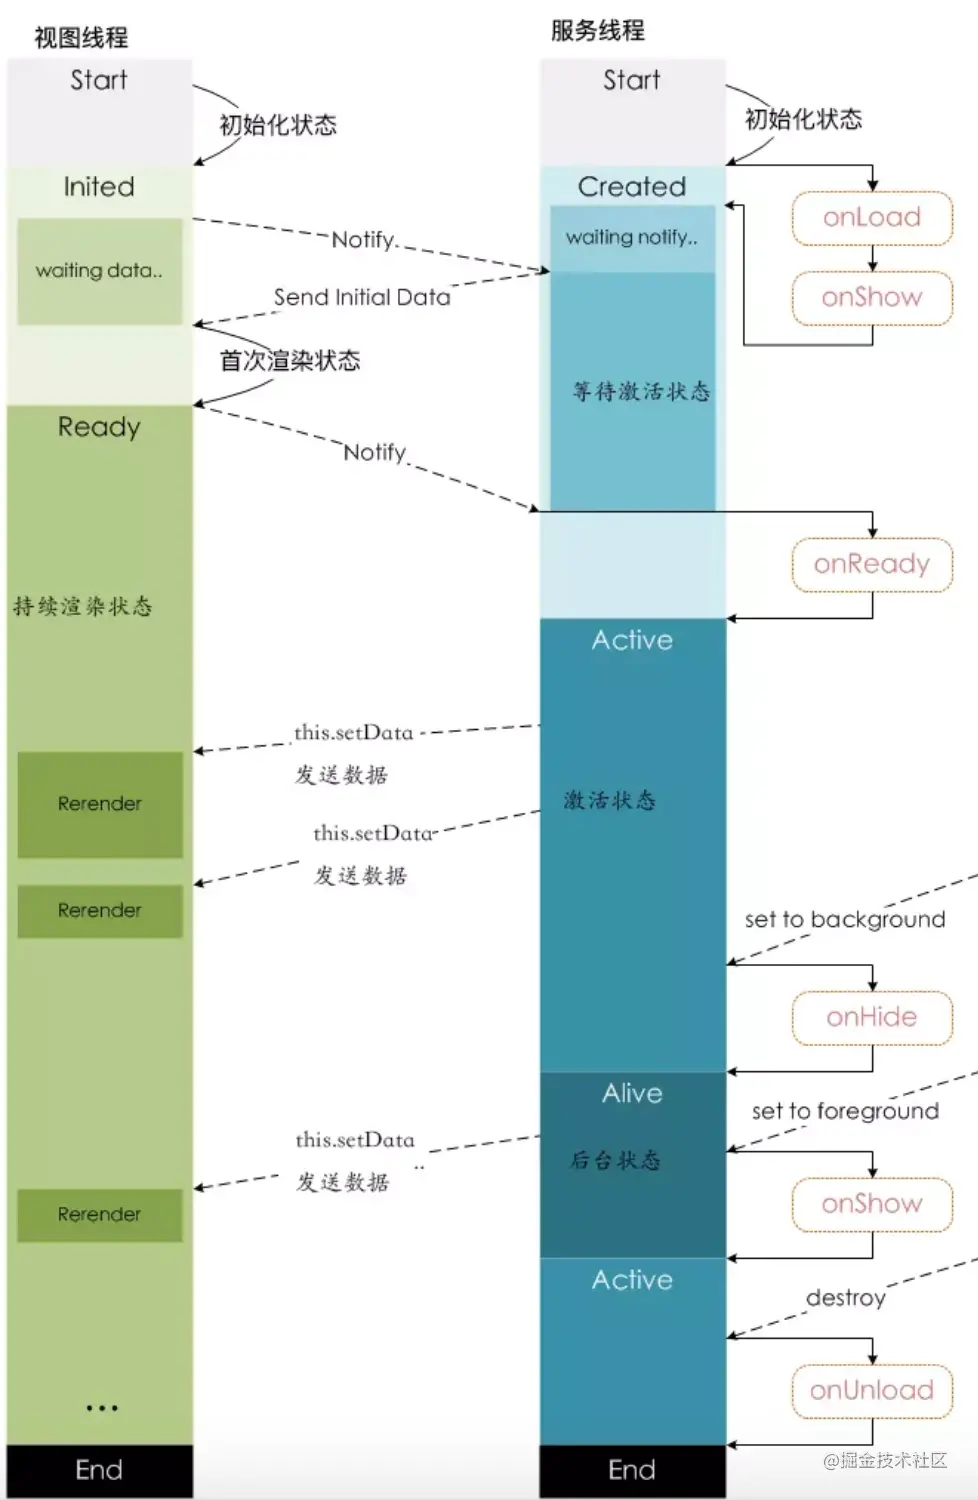 视图线程
服务线程
Start
Start
初始化状态
初始化状态
Inited
Created
onLoad
Notify
waiting notify..
waiting data..
Send Initial Data
onShow
首次渲染状态
等待激活状态
Ready
Notify
onReady
持续渲染状态
Active
this.setData
发送数据
Rerender
激活状态
this.setData
发送数据
Rerender
set to background
onHide
Alive
set to foreground
this.setData
..
发送数据
后台状态
onShow
Rerender
Active
destroy
onUnload
...
End
End
@掘金技术社区